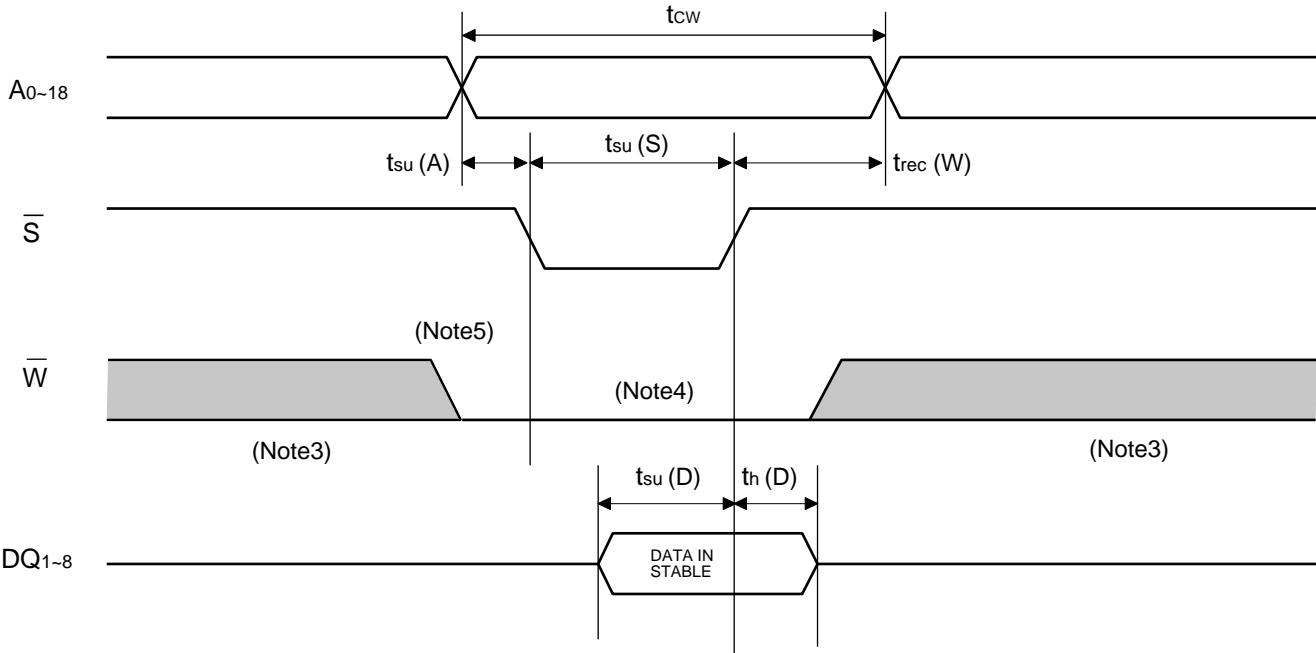 tCW
A0~18
tsu (A)
tsu (S)
trec (W)
S
(Note5)
W
(Note4)
(Note3)
(Note3)
tsu (D)
th (D)
DQ1~8
DATA IN
STABLE